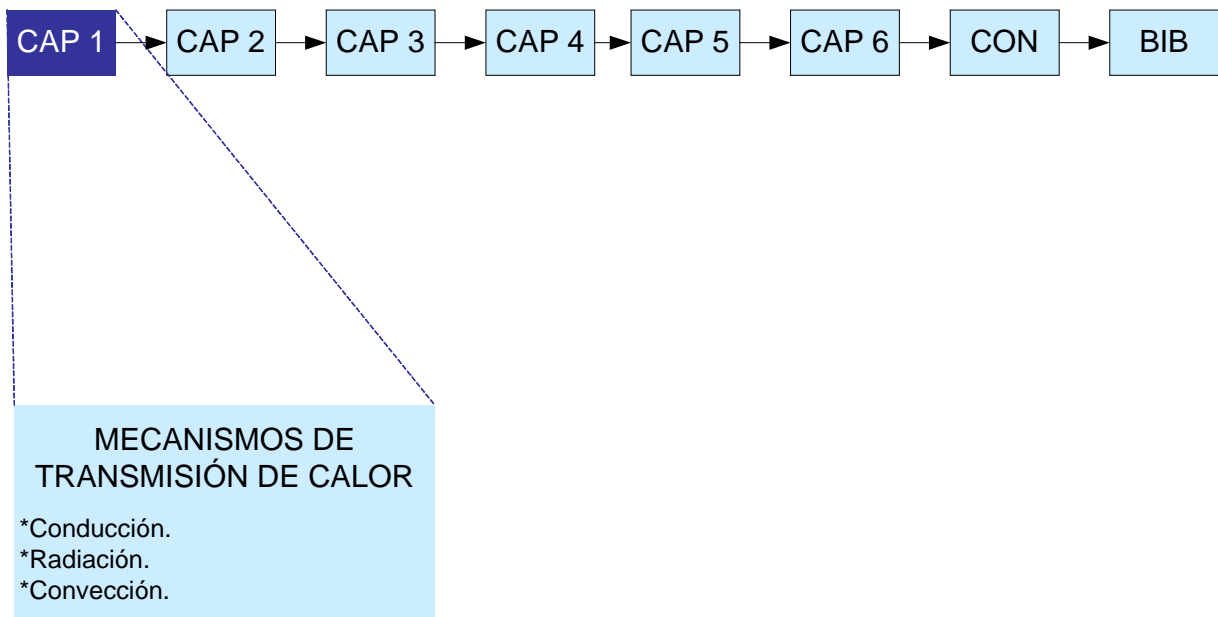 CAP 1
CAP 2
CAP 3
CAP 4
CAP 5
CAP 6
CON
BIB
MECANISMOS DE
TRANSMISIÓN DE CALOR
*Conducción.
*Radiación.
*Convección.